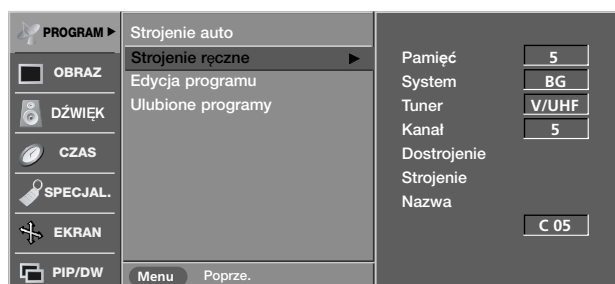 PROGRAM ►
OBRAZ
DŹWIĘK
CZAS
SPECJAL.
EKRAN
PIP/DW
Strojenie auto
Strojenie ręczne ►
Edycja programu
Ulubione programy
Menu Poprze.
Pamięć 5
System BG
Tuner V/UHF
Kanał 5
Dostrojenie
Strojenie
Nazwa
C 05